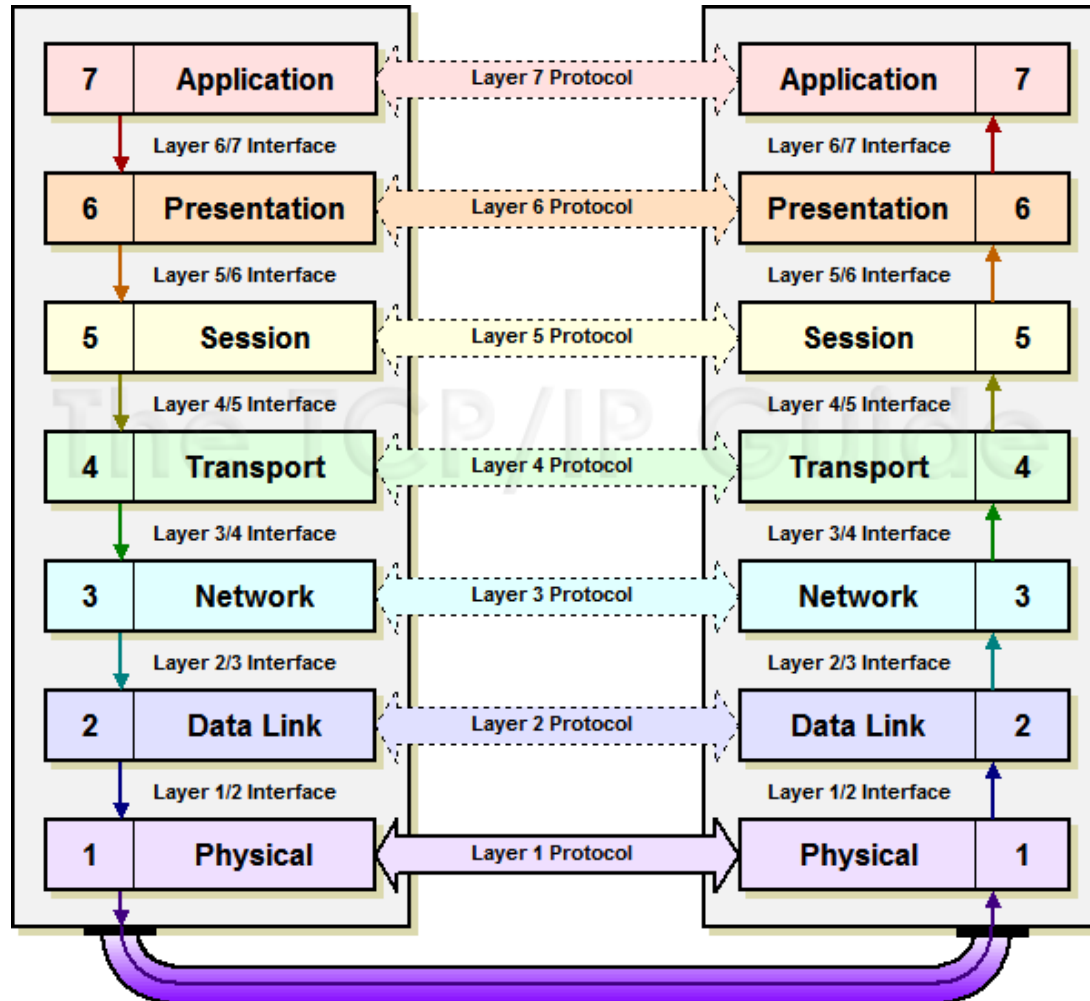 7 Application Layer 7 Protocol Application 7
Layer 6/7 Interface Layer 6/7 Interface
6 Presentation Layer 6 Protocol Presentation 6
Layer 5/6 Interface Layer 5/6 Interface
5 Session Layer 5 Protocol Session 5
The TCP/IP Guide
Layer 4/5 Interface Layer 4/5 Interface
4 Transport Layer 4 Protocol Transport 4
Layer 3/4 Interface Layer 3/4 Interface
3 Network Layer 3 Protocol Network 3
Layer 2/3 Interface Layer 2/3 Interface
2 Data Link Layer 2 Protocol Data Link 2
Layer 1/2 Interface Layer 1/2 Interface
1 Physical Layer 1 Protocol Physical 1